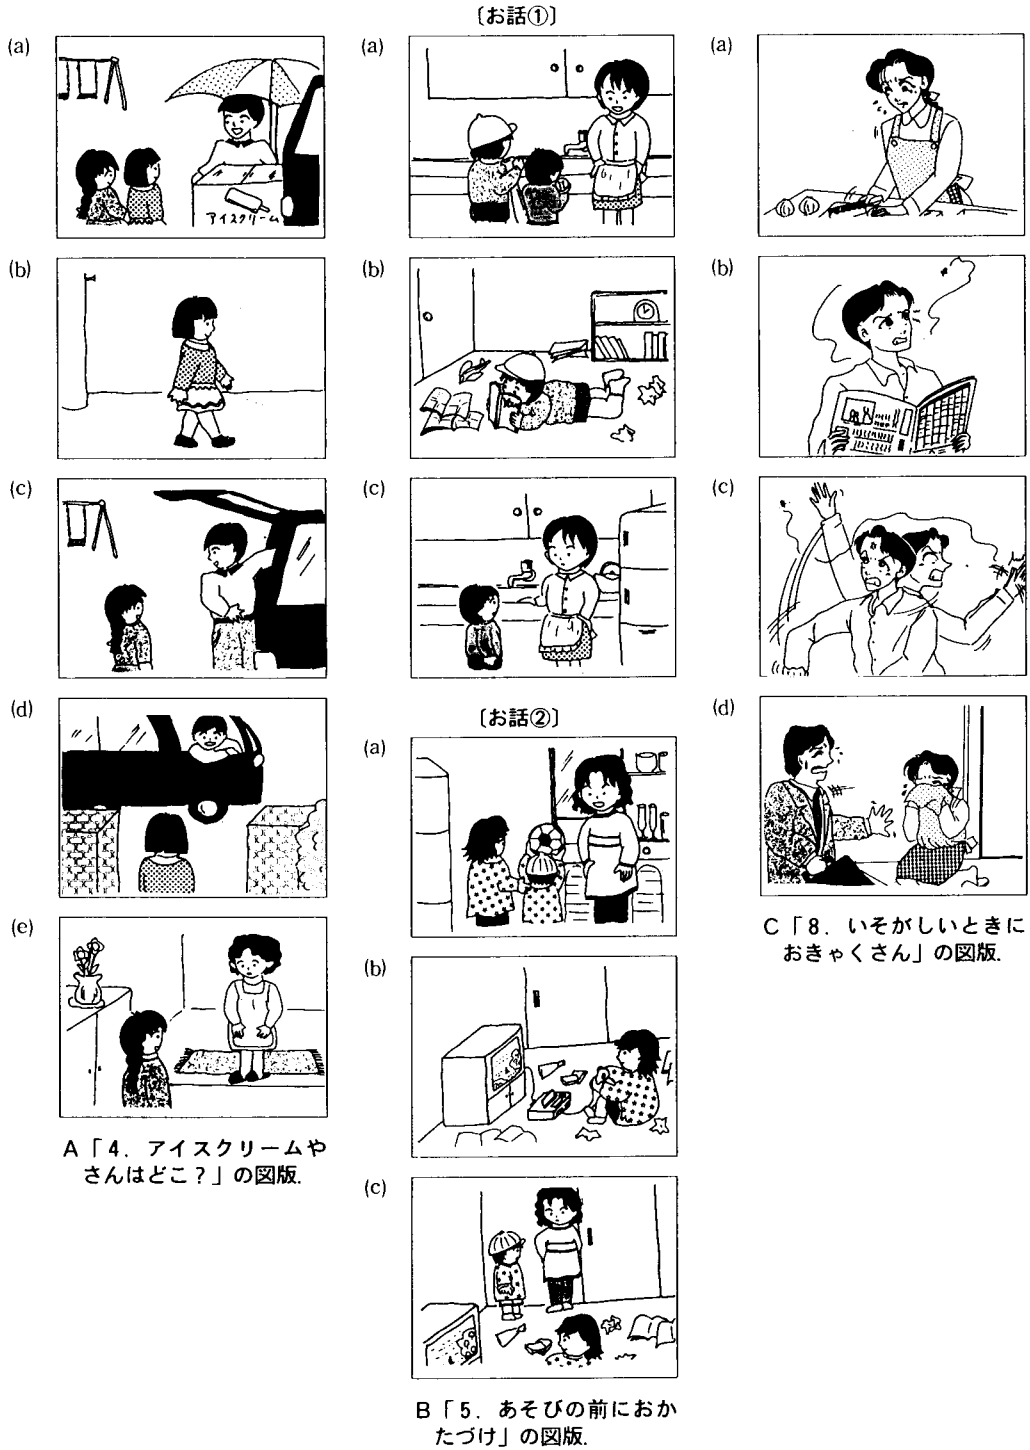 〔お話①〕
(a)
アイスクリーム
(b)
(c)
(d)
(e)
A「4. アイスクリームや
さんはどこ？」の図版.
(a)
(b)
(c)
〔お話②〕
(a)
(b)
(c)
B「5. あそびの前におか
たづけ」の図版.
(a)
(b)
(c)
(d)
C「8. いそがしいときに
おきゃくさん」の図版.